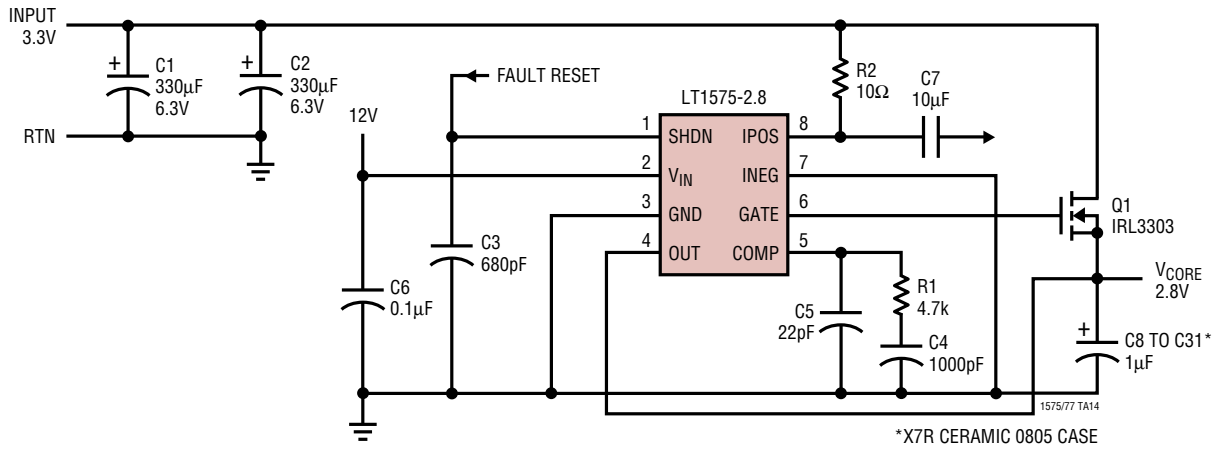 INPUT
3.3V
+
C1
330µF
6.3V
+
C2
330µF
6.3V
RTN
12V
FAULT RESET
LT1575-2.8
R2
10Ω
C7
10µF
1
SHDN
IPOS
8
2
VIN
INEG
7
3
GND
GATE
6
4
OUT
COMP
5
Q1
IRL3303
C3
680pF
C6
0.1µF
C5
22pF
R1
4.7k
C4
1000pF
VCORE
2.8V
+
C8 TO C31*
1µF
1575/77 TA14
*X7R CERAMIC 0805 CASE